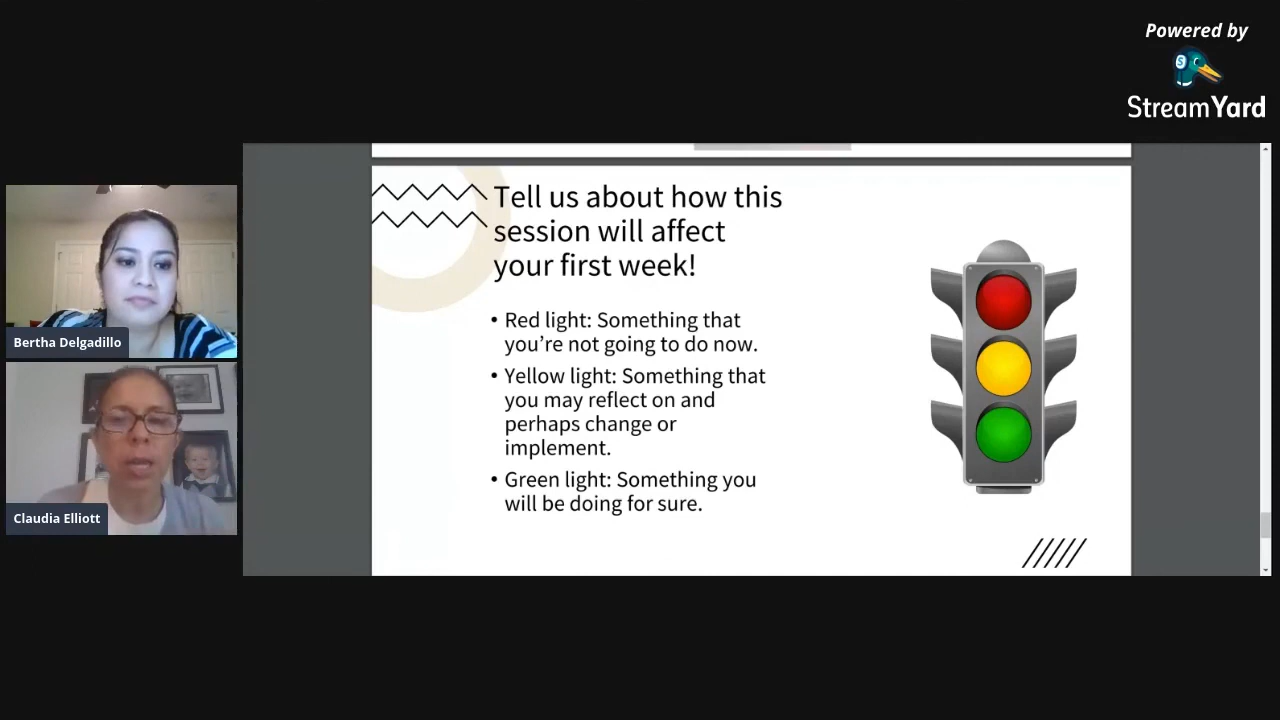 Powered by
StreamYard
Tell us about how this
session will affect
your first week!
• Red light: Something that
you’re not going to do now.
• Yellow light: Something that
you may reflect on and
perhaps change or
implement.
• Green light: Something you
will be doing for sure.
Bertha Delgadillo
Claudia Elliott